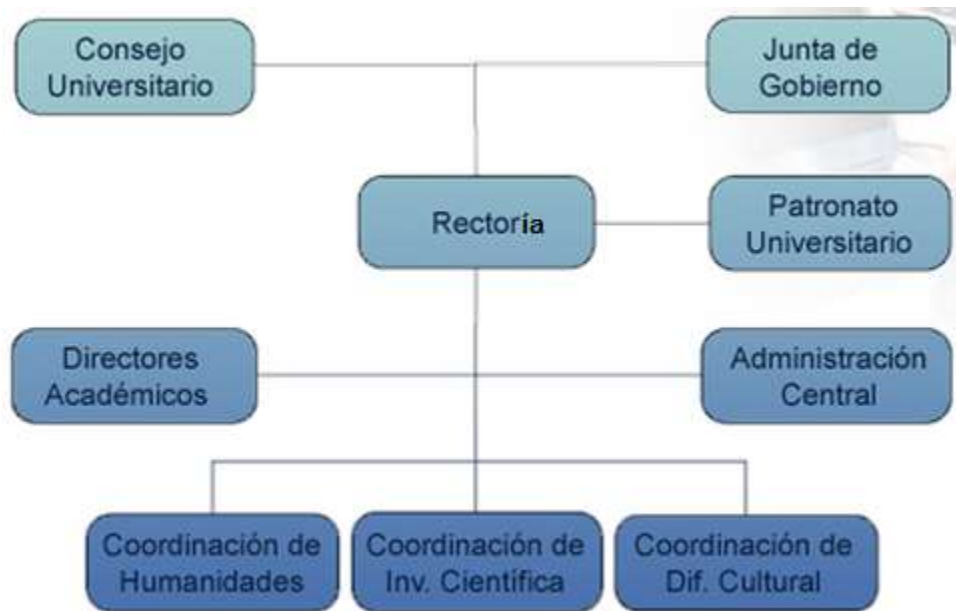 Consejo
Universitario
Junta de
Gobierno
Rectoría
Patronato
Universitario
Directores
Académicos
Administración
Central
Coordinación de
Humanidades
Coordinación de
Inv. Científica
Coordinación de
Dif. Cultural